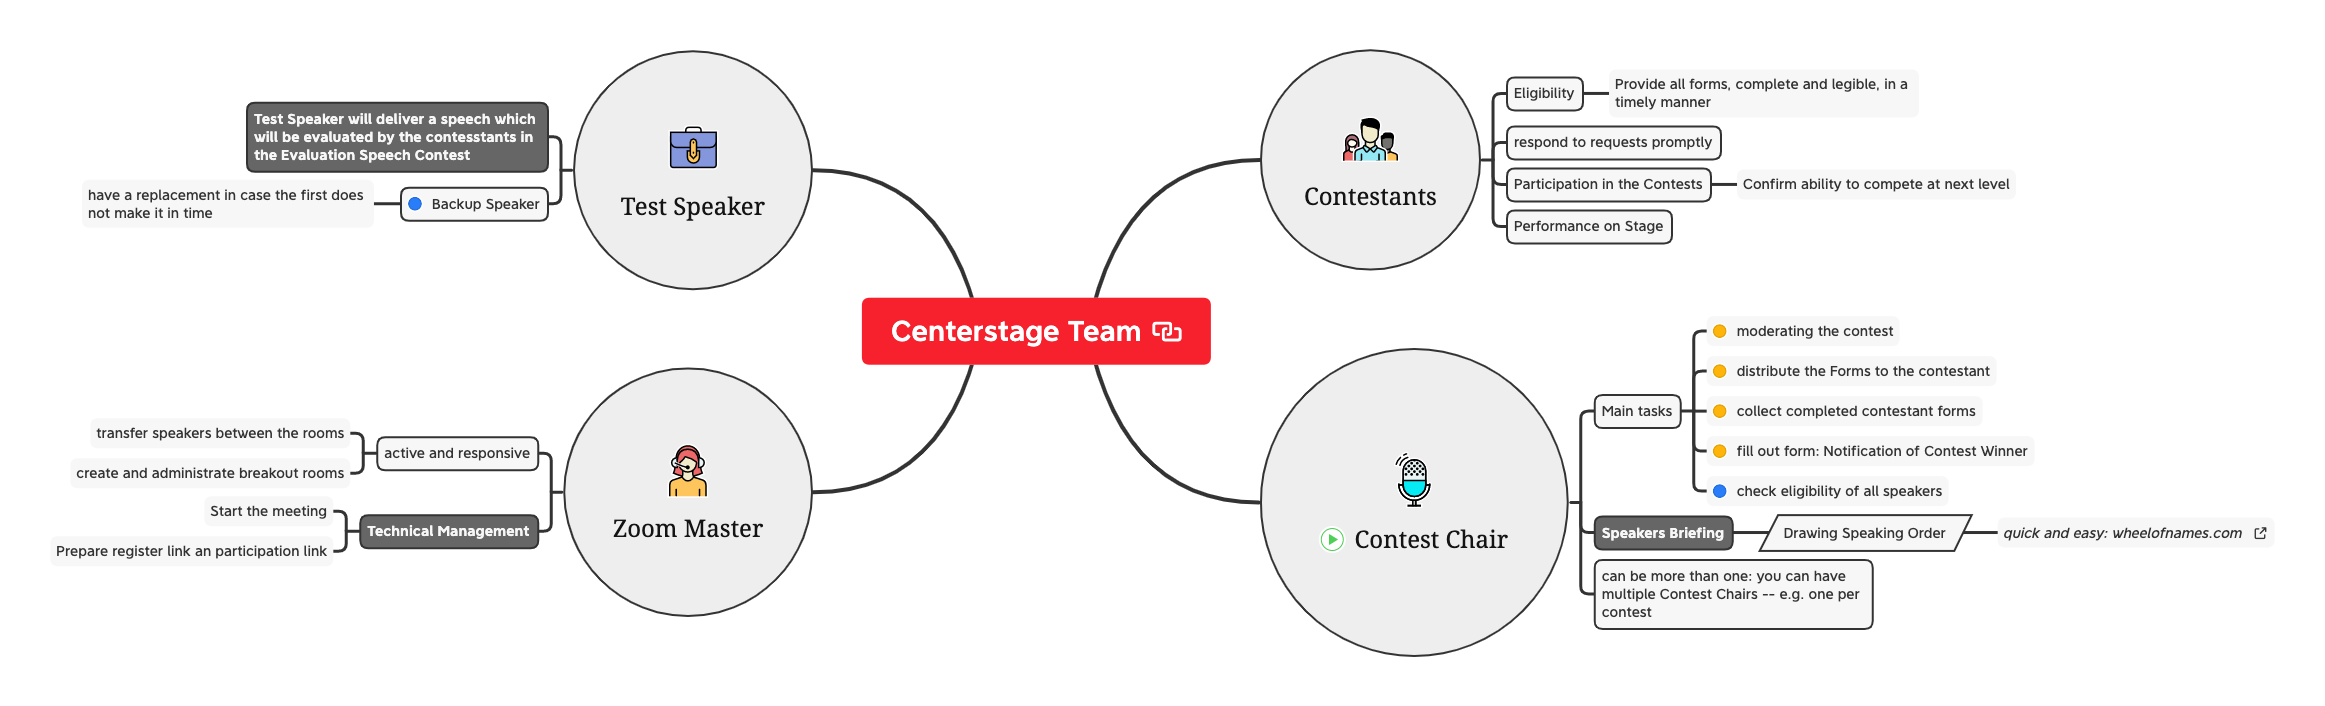 Centerstage Team
Contestants
Eligibility
Provide all forms, complete and legible, in a
timely manner
respond to requests promptly
Participation in the Contests
Confirm ability to compete at next level
Performance on Stage
Contest Chair
Main tasks
moderating the contest
distribute the Forms to the contestant
collect completed contestant forms
fill out form: Notification of Contest Winner
check eligibility of all speakers
Speakers Briefing
Drawing Speaking Order
quick and easy: wheelofnames.com
can be more than one: you can have
multiple Contest Chairs -- e.g. one per
contest
Test Speaker
Test Speaker will deliver a speech which
will be evaluated by the contesstants in
the Evaluation Speech Contest
Backup Speaker
have a replacement in case the first does
not make it in time
Zoom Master
active and responsive
transfer speakers between the rooms
create and administrate breakout rooms
Technical Management
Start the meeting
Prepare register link an participation link